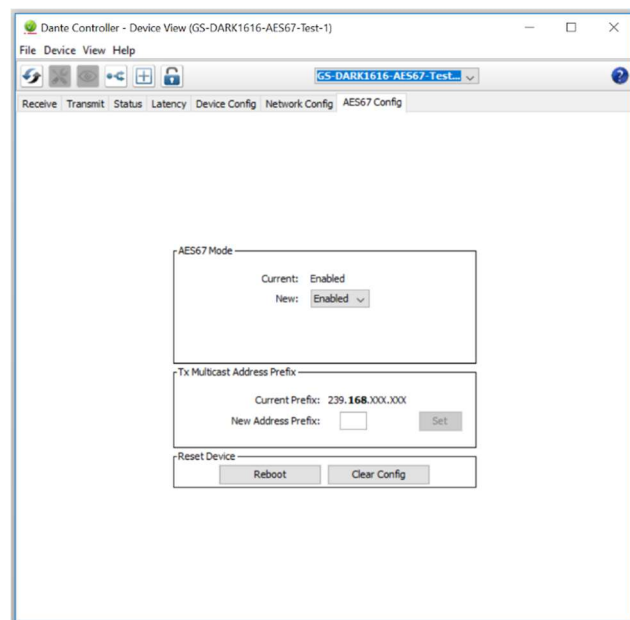 Dante Controller - Device View (GS-DARK1616-AES67-Test-1)
File Device View Help
GS-DARK1616-AES67-Test...
Receive Transmit Status Latency Device Config Network Config AES67 Config
AES67 Mode
Current: Enabled
New: Enabled
Tx Multicast Address Prefix
Current Prefix: 239.168.XXX.XXX
New Address Prefix: Set
Reset Device
Reboot Clear Config